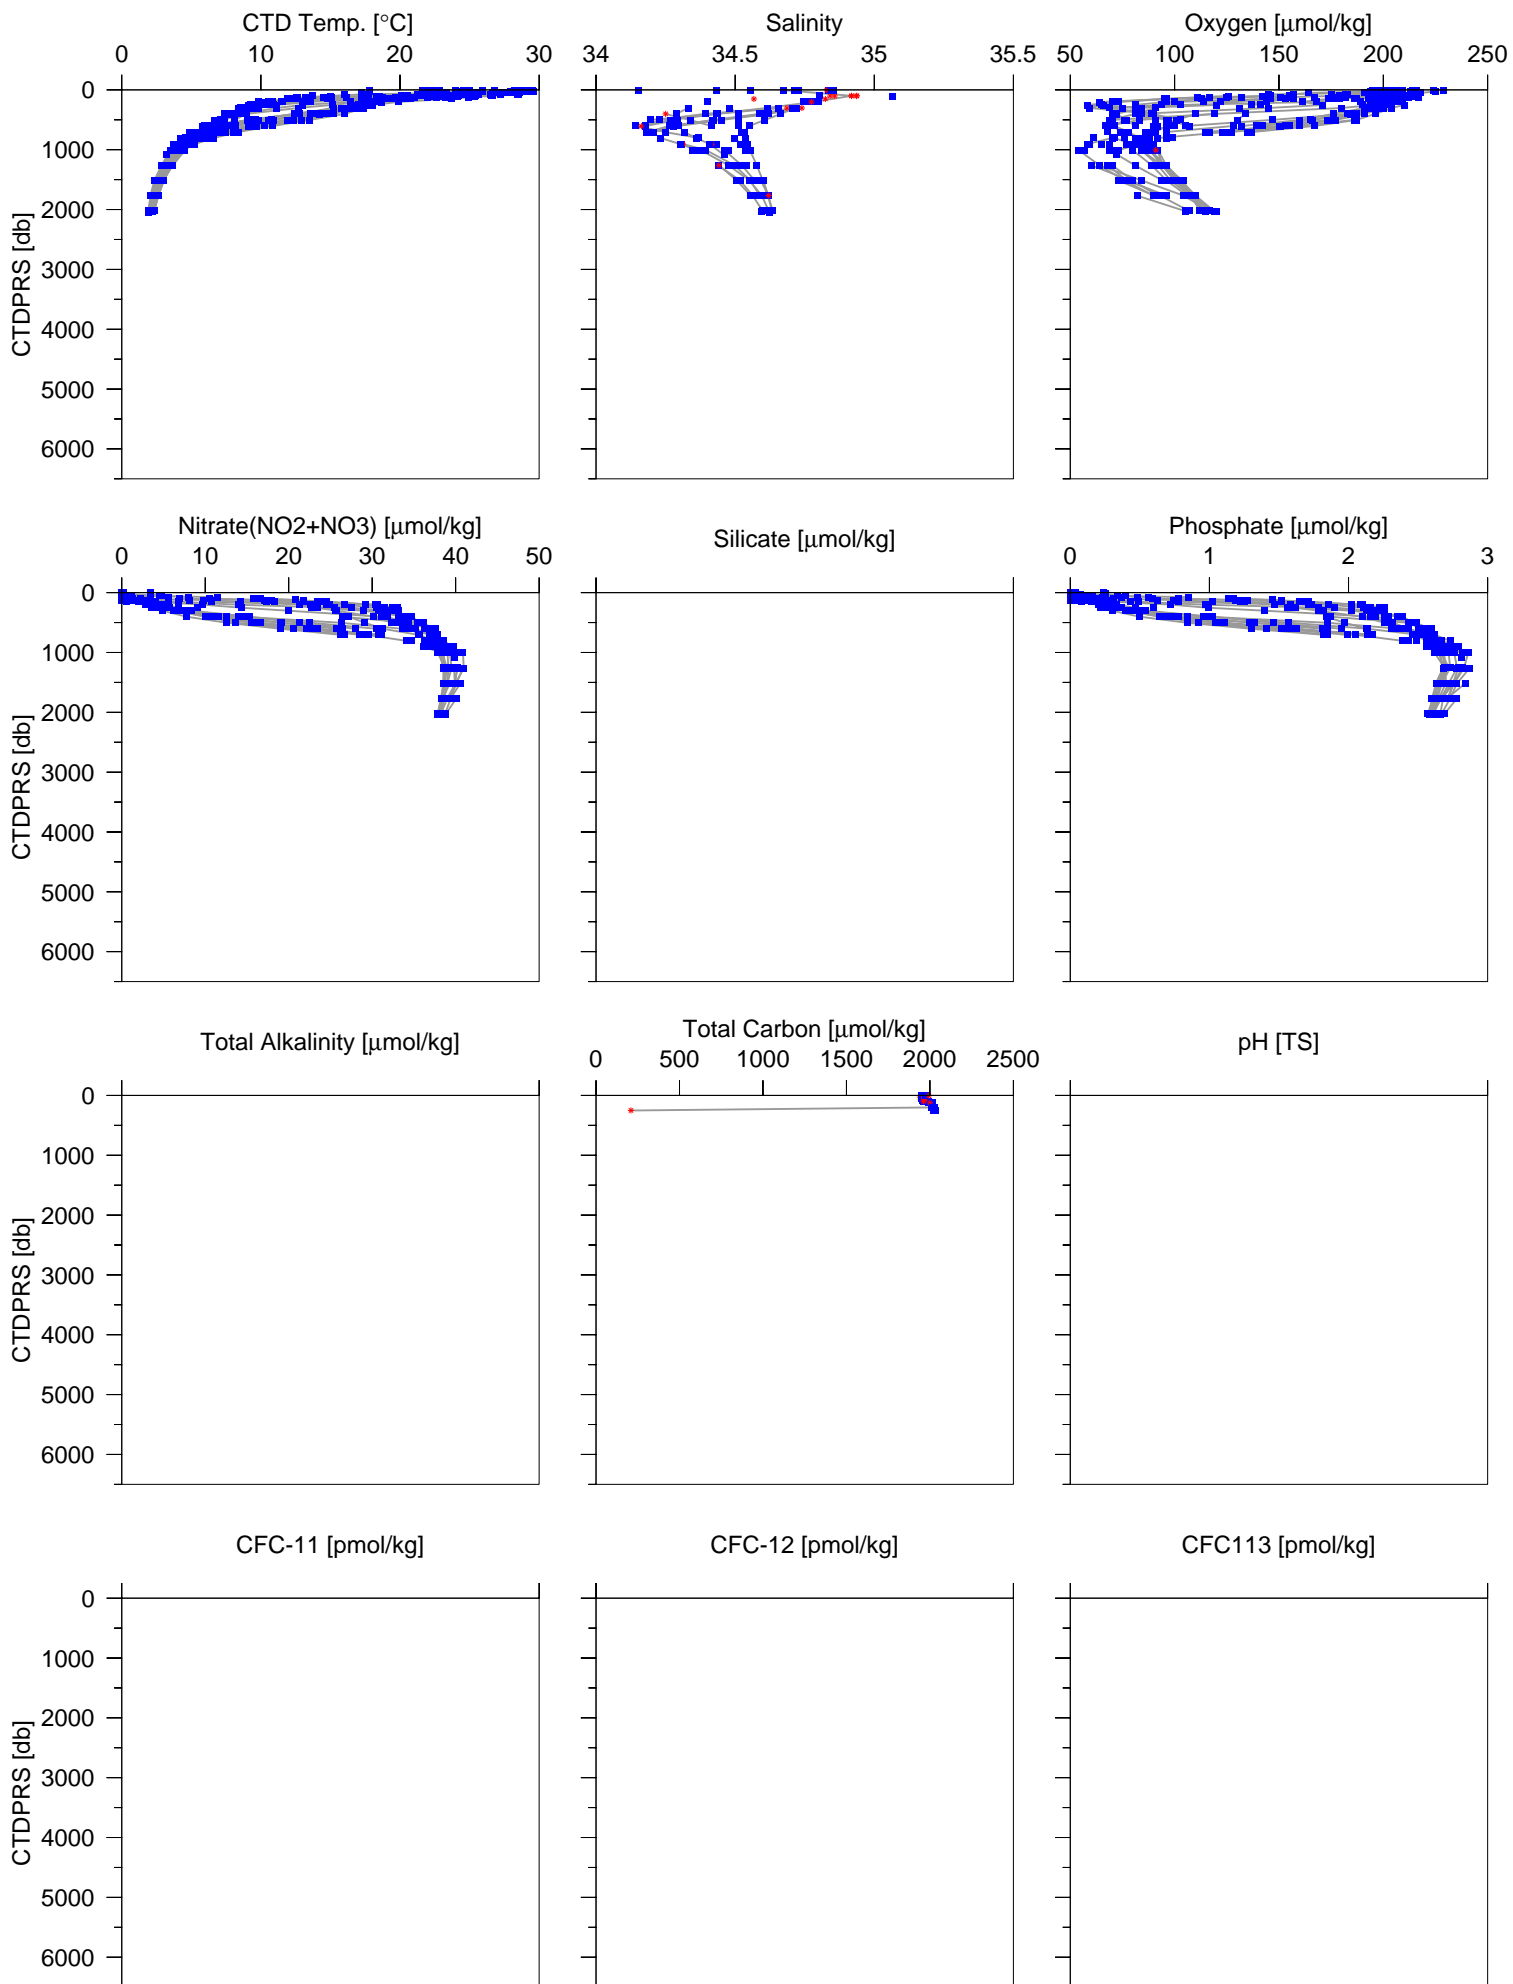 CTD Temp. [°C] Salinity Oxygen [μmol/kg]
0 10 20 30 34 34.5 35 35.5 50 100 150 200 250
0
1000
2000
3000
4000
5000
6000
CTDPRS [db]
Nitrate(NO2+NO3) [μmol/kg] Silicate [μmol/kg] Phosphate [μmol/kg]
0 10 20 30 40 50 0 1 2 3
0
1000
2000
3000
4000
5000
6000
CTDPRS [db]
Total Alkalinity [μmol/kg] Total Carbon [μmol/kg] pH [TS]
0 500 1000 1500 2000 2500
0
1000
2000
3000
4000
5000
6000
CTDPRS [db]
CFC-11 [pmol/kg] CFC-12 [pmol/kg] CFC113 [pmol/kg]
0
1000
2000
3000
4000
5000
6000
CTDPRS [db]